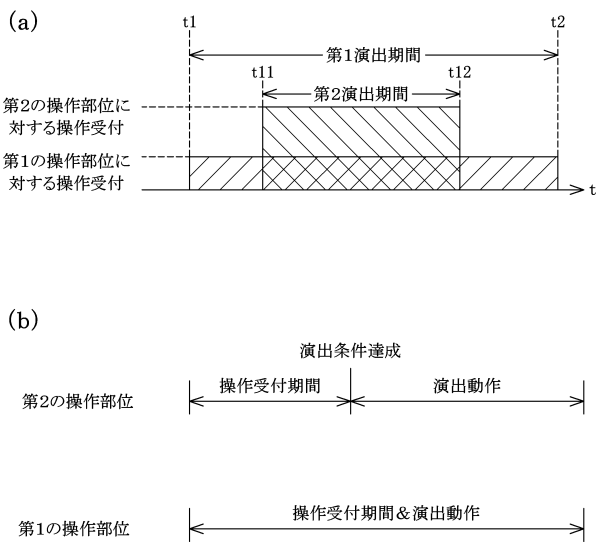 (a)
t1
t2
第1演出期間
t11
t12
第2演出期間
第2の操作部位に
対する操作受付
第1の操作部位に
対する操作受付
t
(b)
演出条件達成
操作受付期間
演出動作
第2の操作部位
操作受付期間＆演出動作
第1の操作部位